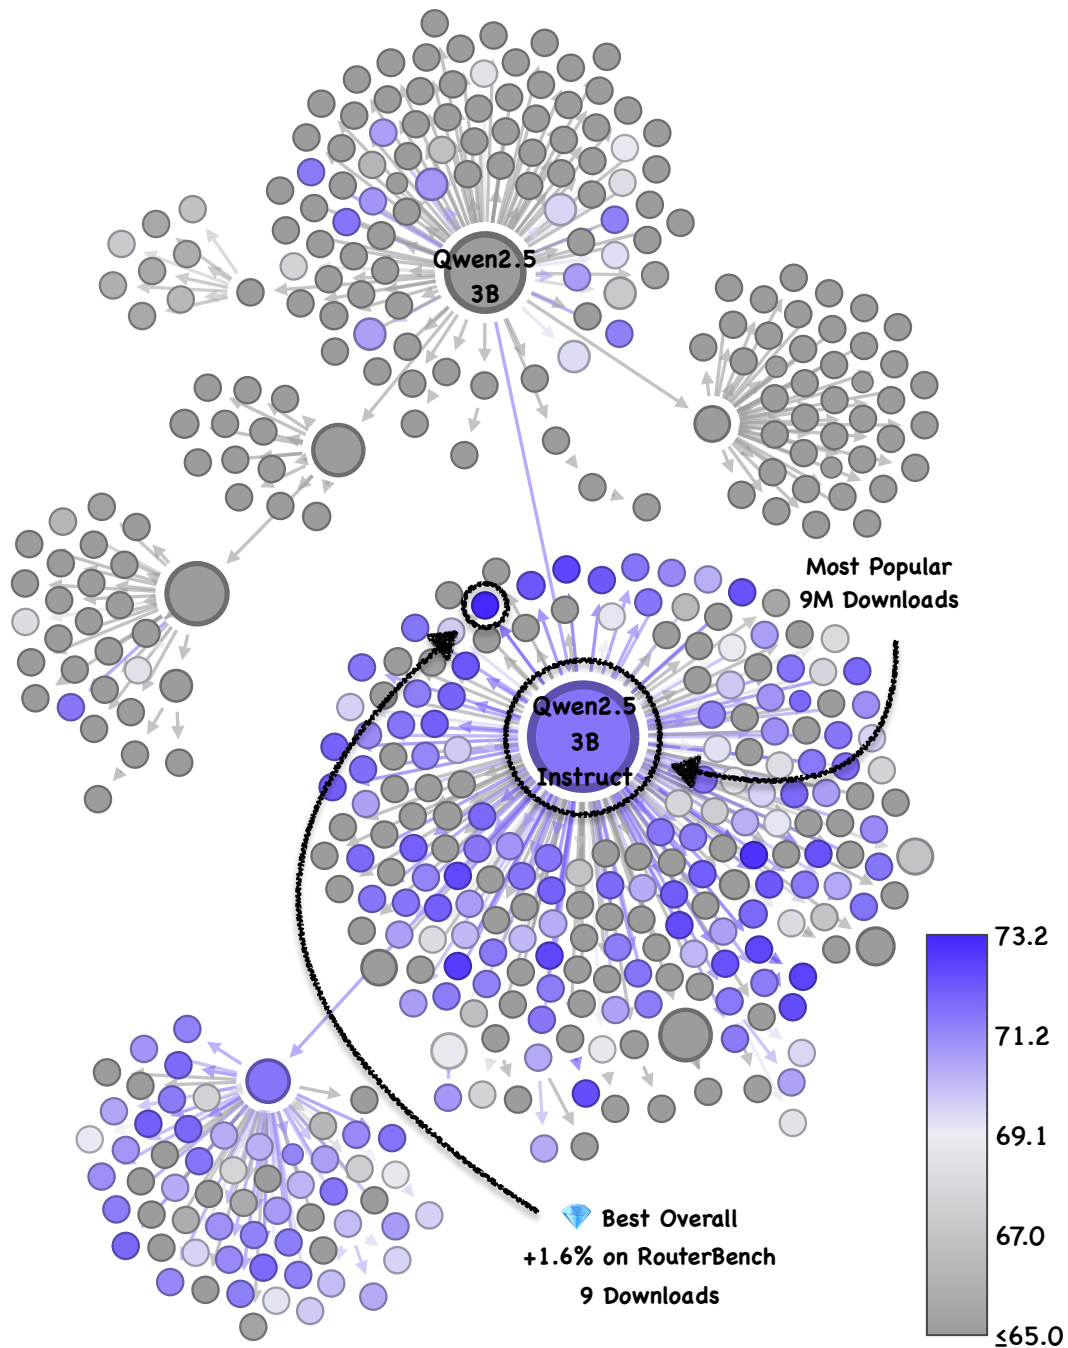 Qwen2.5
3B
Most Popular
9M Downloads
Qwen2.5
3B
Instruct
73.2
71.2
69.1
67.0
≤65.0
💎 Best Overall
+1.6% on RouterBench
9 Downloads